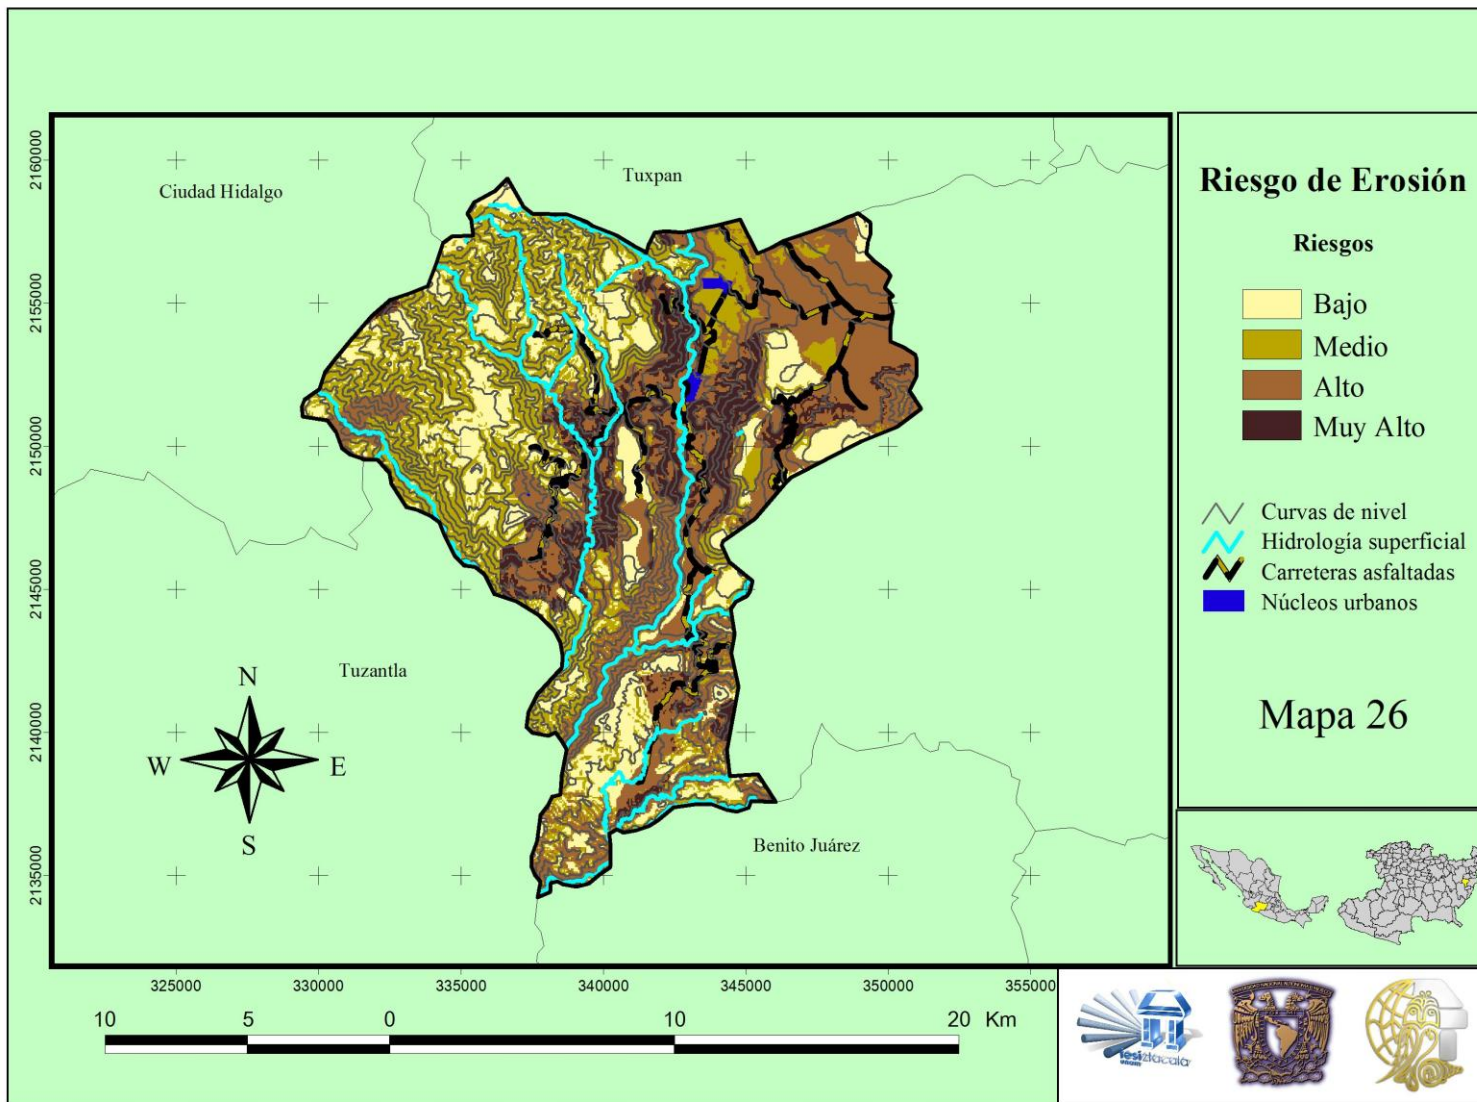 Riesgo de Erosión
Riesgos
Bajo
Medio
Alto
Muy Alto
Curvas de nivel
Hidrología superficial
Carreteras asfaltadas
Núcleos urbanos
Mapa 26
Ciudad Hidalgo
Tuxpan
Tuzantla
Benito Juárez
N
W
E
S
2160000
2155000
2150000
2145000
2140000
2135000
325000
330000
335000
340000
345000
350000
355000
10
5
0
10
20
Km
iztacala